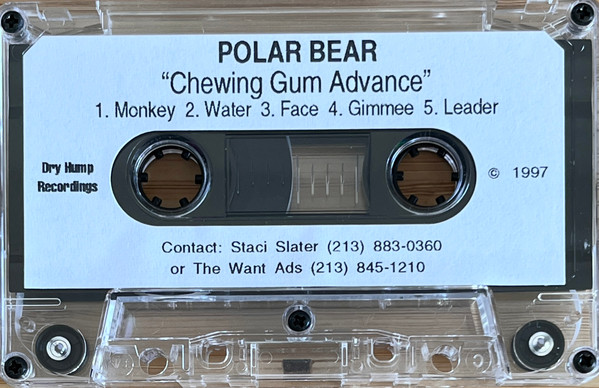 POLAR BEAR
“Chewing Gum Advance”
1. Monkey 2. Water 3. Face 4. Gimmee 5. Leader
Dry Hump
Recordings
© 1997
Contact: Staci Slater (213) 883-0360
or The Want Ads (213) 845-1210